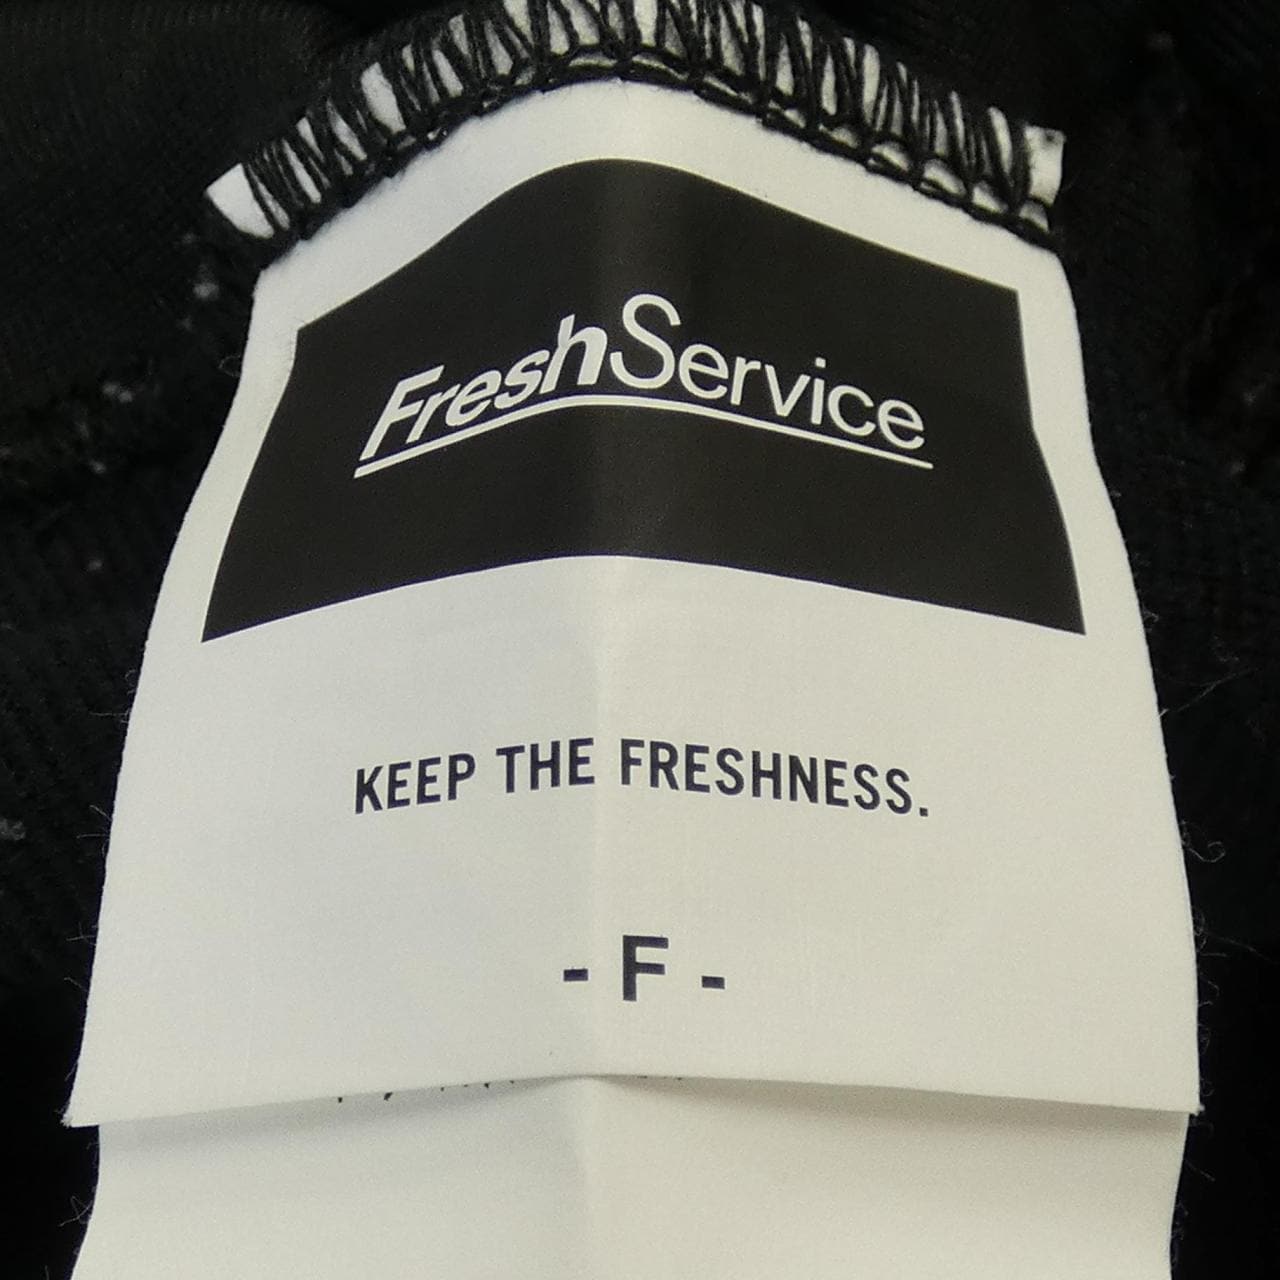 FreshService
KEEP THE FRESHNESS.
- F -